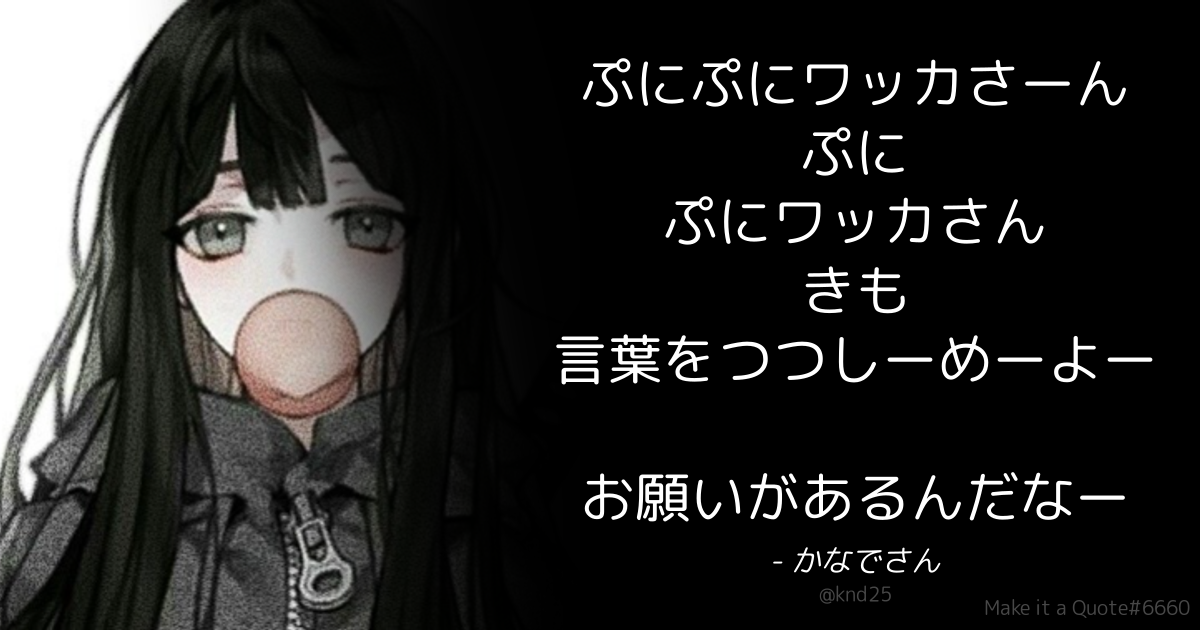 ぷにぷにワッカさーん
ぷに
ぷにワッカさん
きも
言葉をつつしーめーよー
お願いがあるんだなー
- かなでさん
@knd25
Make it a Quote#6660